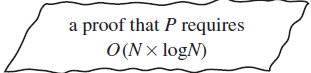 a proof that P requires
O(N × logN)